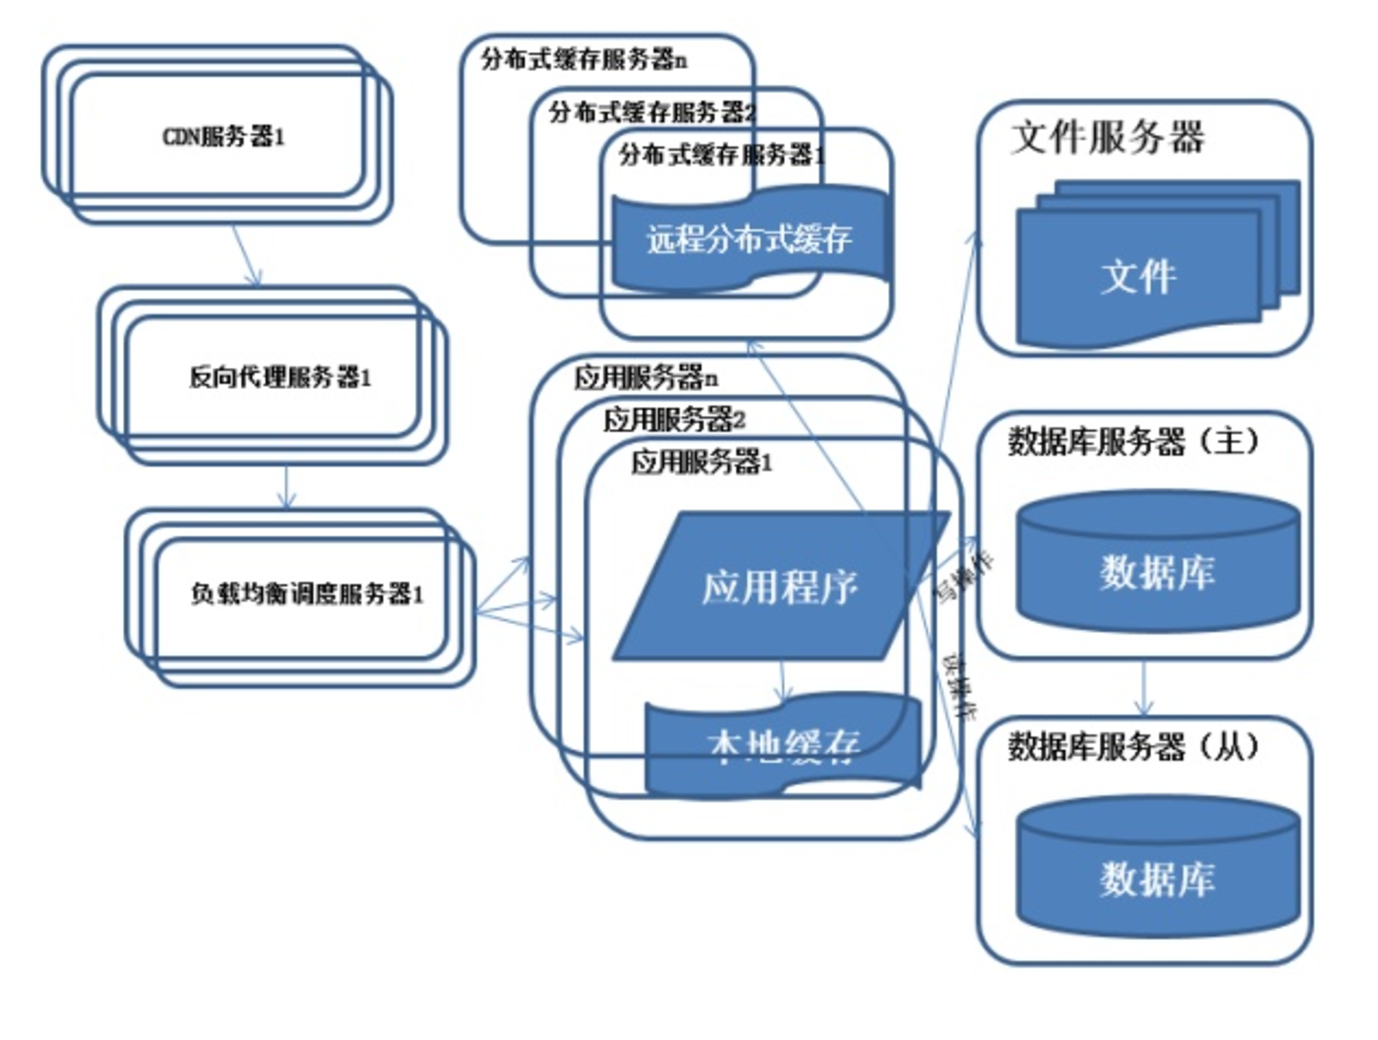 CDN服务器1
反向代理服务器1
负载均衡调度服务器1
分布式缓存服务器n
分布式缓存服务器2
分布式缓存服务器1
远程分布式缓存
应用服务器n
应用服务器2
应用服务器1
应用程序
本地缓存
写操作
读操作
文件服务器
文件
数据库服务器（主）
数据库
数据库服务器（从）
数据库